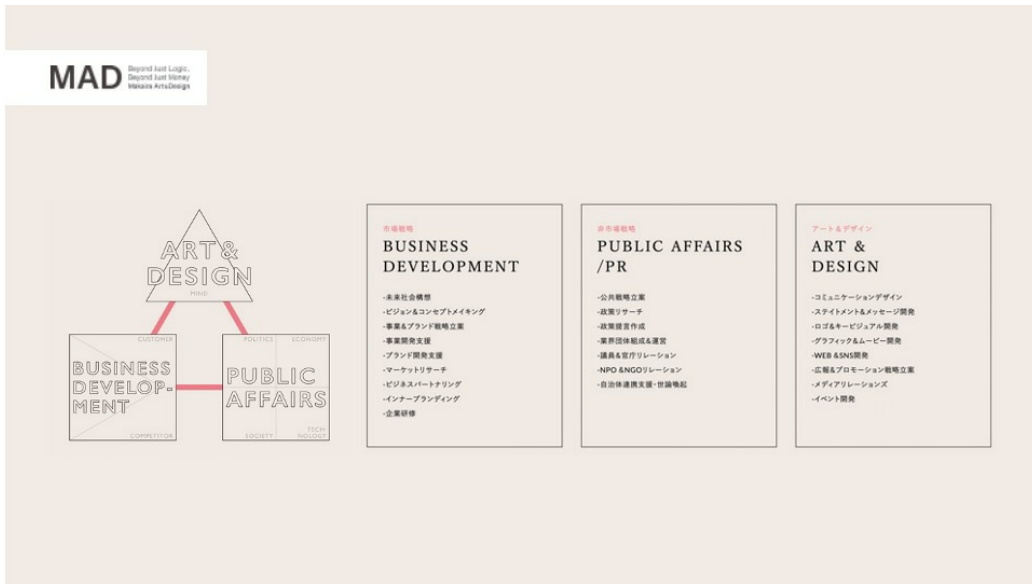 MAD
Beyond Just Logic,
Beyond Just Money
Makaira Art&Design
ART &
DESIGN
MIND
CUSTOMER
BUSINESS
DEVELOP-
MENT
COMPETITOR
POLITICS
ECONOMY
PUBLIC
AFFAIRS
SOCIETY
TECH
NOLOGY
市場戦略
BUSINESS
DEVELOPMENT
-未来社会構想
-ビジョン&コンセプトメイキング
-事業&ブランド戦略立案
-事業開発支援
-ブランド開発支援
-マーケットリサーチ
-ビジネスパートナリング
-インナーブランディング
-企業研修
非市場戦略
PUBLIC AFFAIRS
/PR
-公共戦略立案
-政策リサーチ
-政策提言作成
-業界団体組成&運営
-議員&官庁リレーション
-NPO &NGOリレーション
-自治体連携支援・世論喚起
アート&デザイン
ART &
DESIGN
-コミュニケーションデザイン
-ステイトメント&メッセージ開発
-ロゴ&キービジュアル開発
-グラフィック&ムービー開発
-WEB &SNS開発
-広報&プロモーション戦略立案
-メディアリレーションズ
-イベント開発